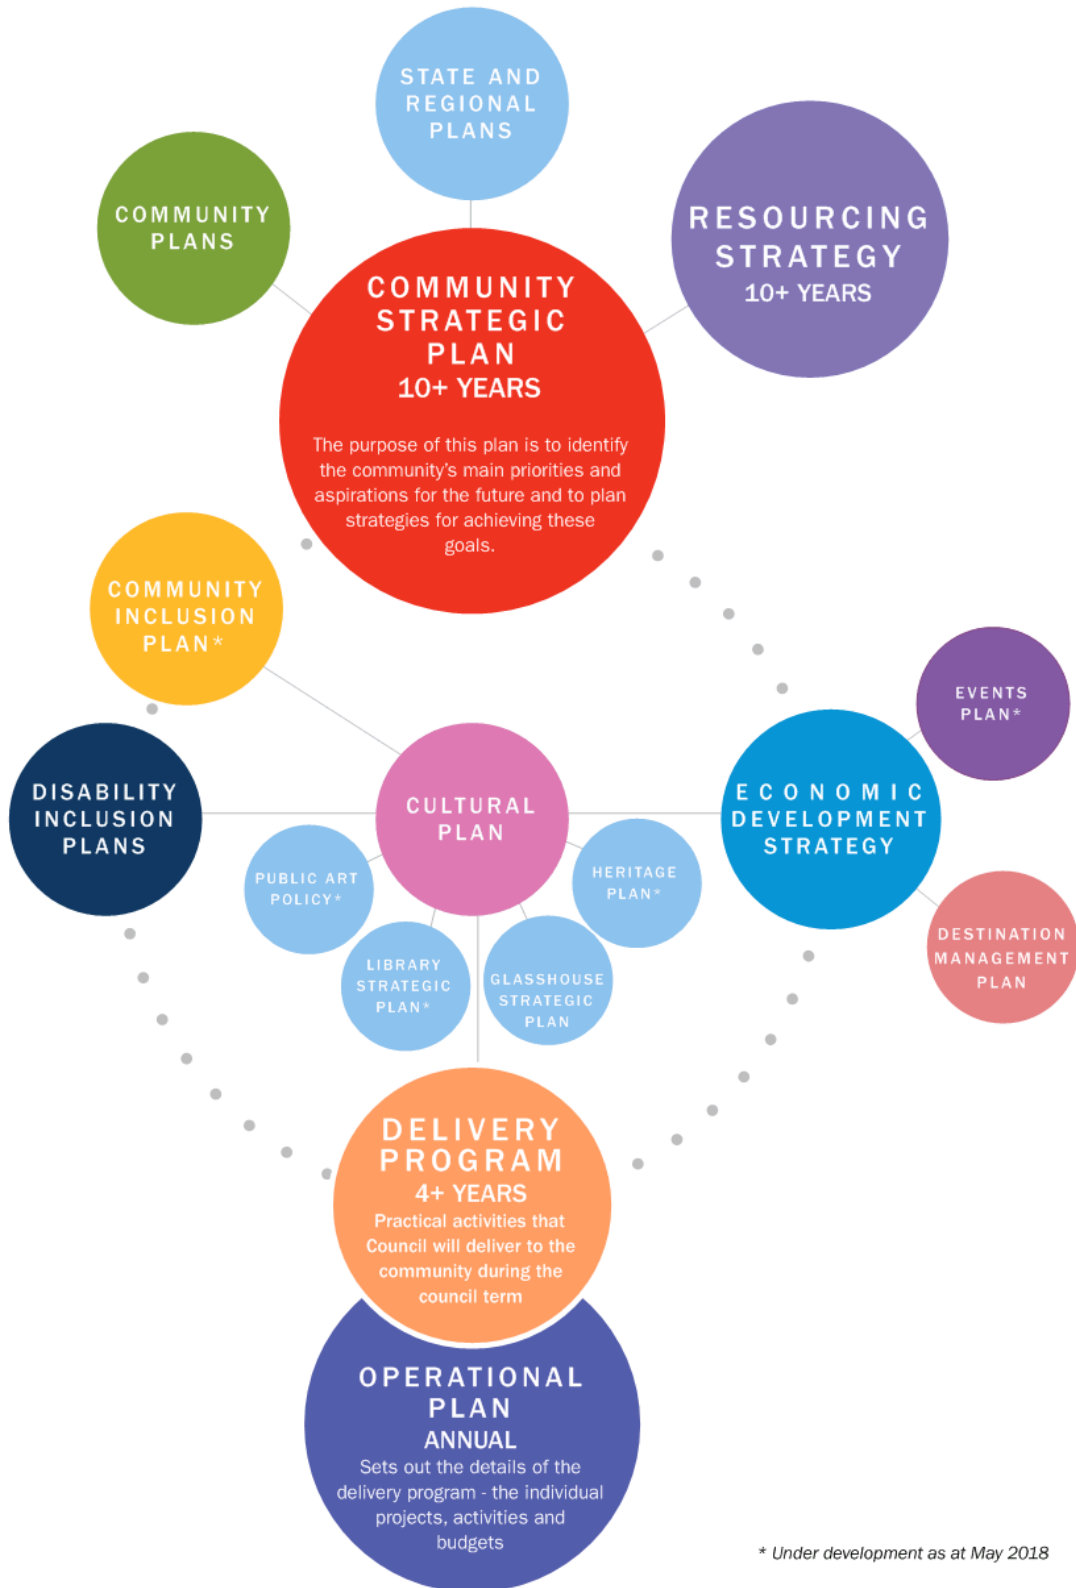 STATE AND
REGIONAL
PLANS
COMMUNITY
PLANS
RESOURCING
STRATEGY
10+ YEARS
COMMUNITY
STRATEGIC
PLAN
10+ YEARS
The purpose of this plan is to identify
the community's main priorities and
aspirations for the future and to plan
strategies for achieving these
goals.
COMMUNITY
INCLUSION
PLAN*
EVENTS
PLAN*
DISABILITY
INCLUSION
PLANS
CULTURAL
PLAN
ECONOMIC
DEVELOPMENT
STRATEGY
PUBLIC ART
POLICY*
HERITAGE
PLAN*
LIBRARY
STRATEGIC
PLAN*
GLASSHOUSE
STRATEGIC
PLAN
DESTINATION
MANAGEMENT
PLAN
DELIVERY
PROGRAM
4+ YEARS
Practical activities that
Council will deliver to the
community during the
council term
OPERATIONAL
PLAN
ANNUAL
Sets out the details of the
delivery program - the individual
projects, activities and
budgets
* Under development as at May 2018